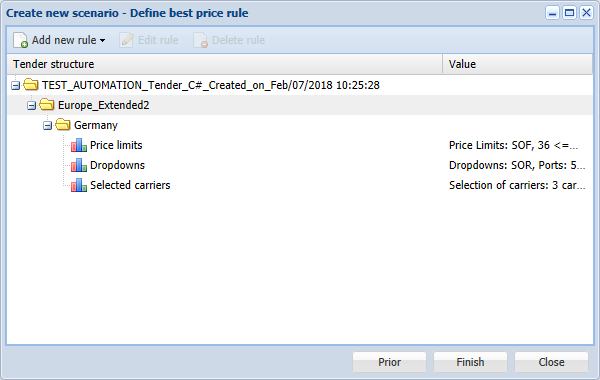 Create new scenario - Define best price rule
Add new rule Edit rule Delete rule
Tender structure Value
TEST_AUTOMATION_Tender_C#_Created_on_Feb/07/2018 10:25:28
Europe_Extended2
Germany
Price limits Price Limits: SOF, 36 <=...
Dropdowns Dropdowns: SOR, Ports: 5...
Selected carriers Selection of carriers: 3 car...
Prior Finish Close